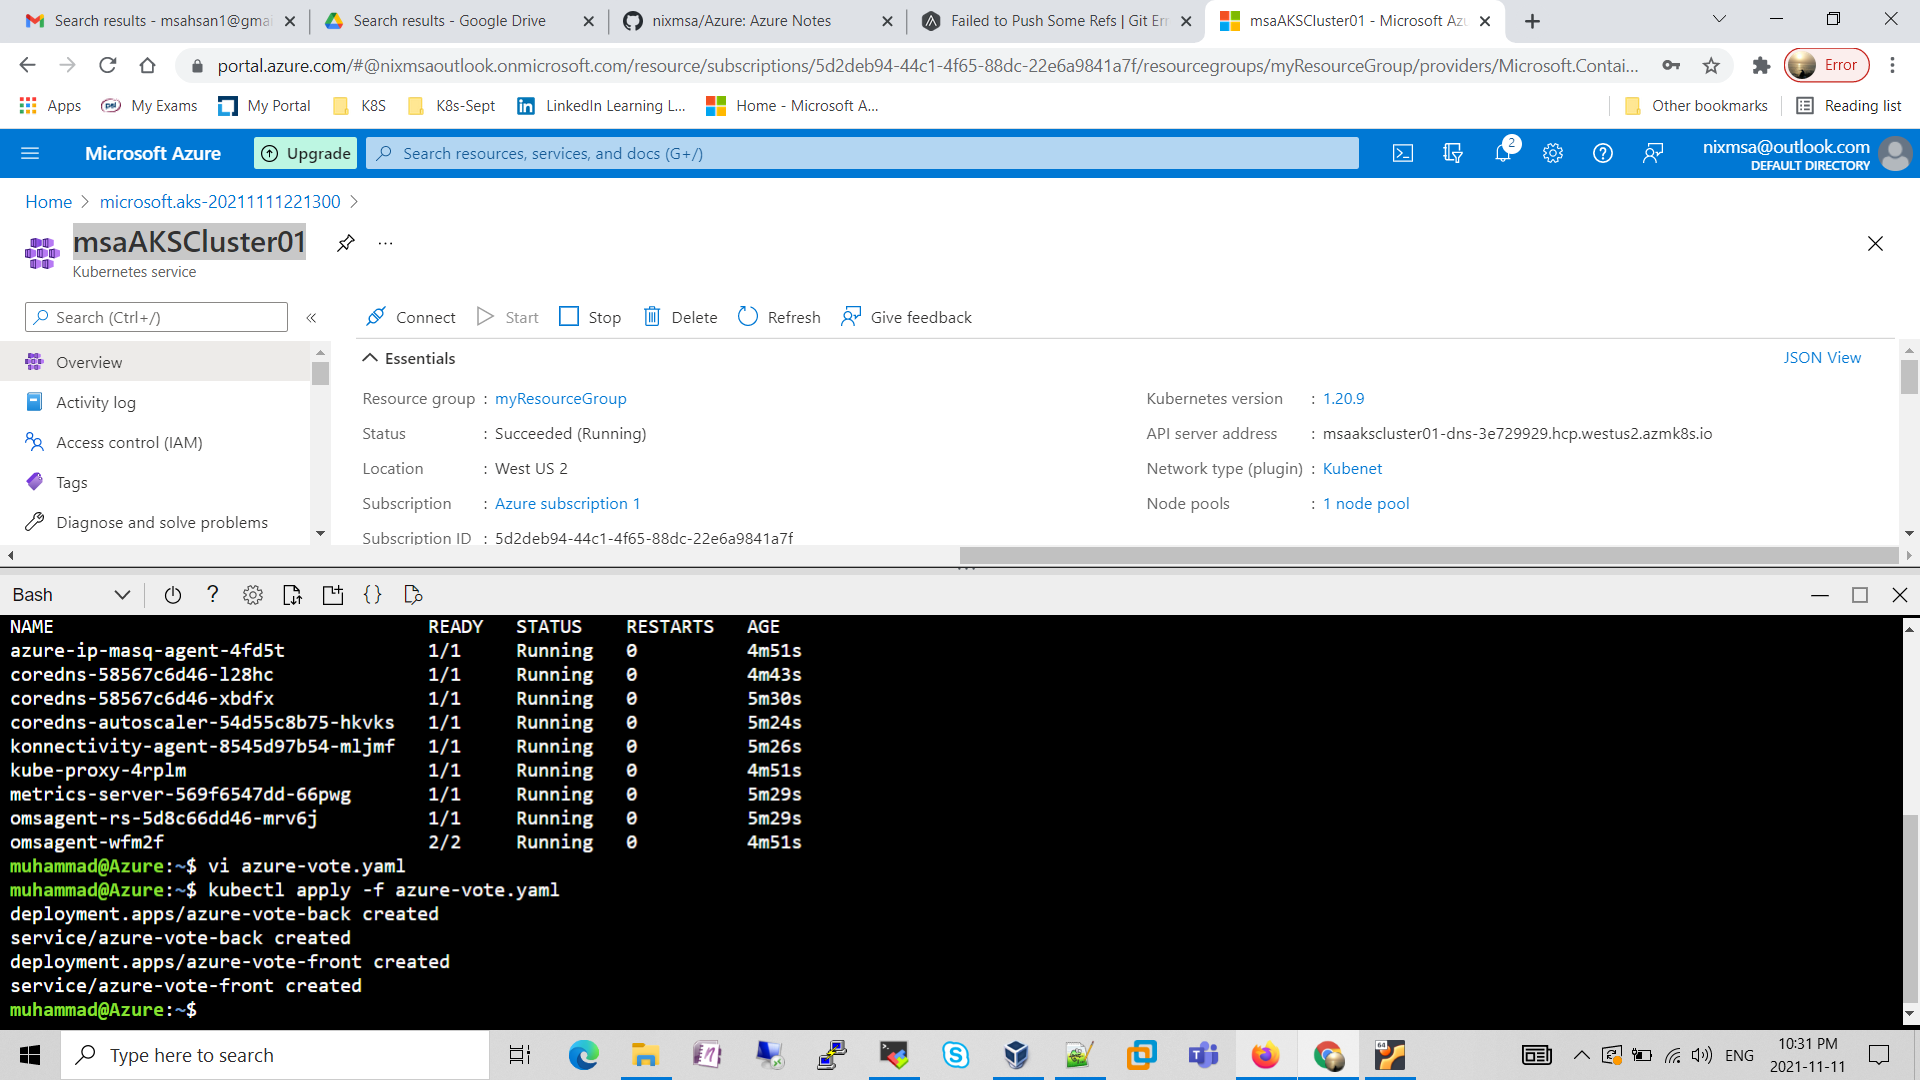 Search results - msahsan1@gmai
Search results - Google Drive
nixmsa/Azure: Azure Notes
Failed to Push Some Refs | Git Err
msaAKSCluster01 - Microsoft Azu
portal.azure.com/#@nixmsaoutlook.onmicrosoft.com/resource/subscriptions/5d2deb94-44c1-4f65-88dc-22e6a9841a7f/resourcegroups/myResourceGroup/providers/Microsoft.Contai...
Error
Apps
My Exams
My Portal
K8S
K8s-Sept
LinkedIn Learning L...
Home - Microsoft A...
Other bookmarks
Reading list
Microsoft Azure
Upgrade
Search resources, services, and docs (G+/)
2
nixmsa@outlook.com
DEFAULT DIRECTORY
Home > microsoft.aks-20211111221300 >
msaAKSCluster01
Kubernetes service
Search (Ctrl+/)
Connect Start Stop Delete Refresh Give feedback
Overview
Activity log
Access control (IAM)
Tags
Diagnose and solve problems
Essentials
JSON View
Resource group : myResourceGroup
Status : Succeeded (Running)
Location : West US 2
Subscription : Azure subscription 1
Subscription ID : 5d2deb94-44c1-4f65-88dc-22e6a9841a7f
Kubernetes version : 1.20.9
API server address : msaakscluster01-dns-3e729929.hcp.westus2.azmk8s.io
Network type (plugin) : Kubenet
Node pools : 1 node pool
Bash
NAME READY STATUS RESTARTS AGE
azure-ip-masq-agent-4fd5t 1/1 Running 0 4m51s
coredns-58567c6d46-l28hc 1/1 Running 0 4m43s
coredns-58567c6d46-xbdfx 1/1 Running 0 5m30s
coredns-autoscaler-54d55c8b75-hkvks 1/1 Running 0 5m24s
konnectivity-agent-8545d97b54-mljmf 1/1 Running 0 5m26s
kube-proxy-4rplm 1/1 Running 0 4m51s
metrics-server-569f6547dd-66pwg 1/1 Running 0 5m29s
omsagent-rs-5d8c66dd46-mrv6j 1/1 Running 0 5m29s
omsagent-wfm2f 2/2 Running 0 4m51s
muhammad@Azure:~$ vi azure-vote.yaml
muhammad@Azure:~$ kubectl apply -f azure-vote.yaml
deployment.apps/azure-vote-back created
service/azure-vote-back created
deployment.apps/azure-vote-front created
service/azure-vote-front created
muhammad@Azure:~$
Type here to search
ENG
10:31 PM
2021-11-11